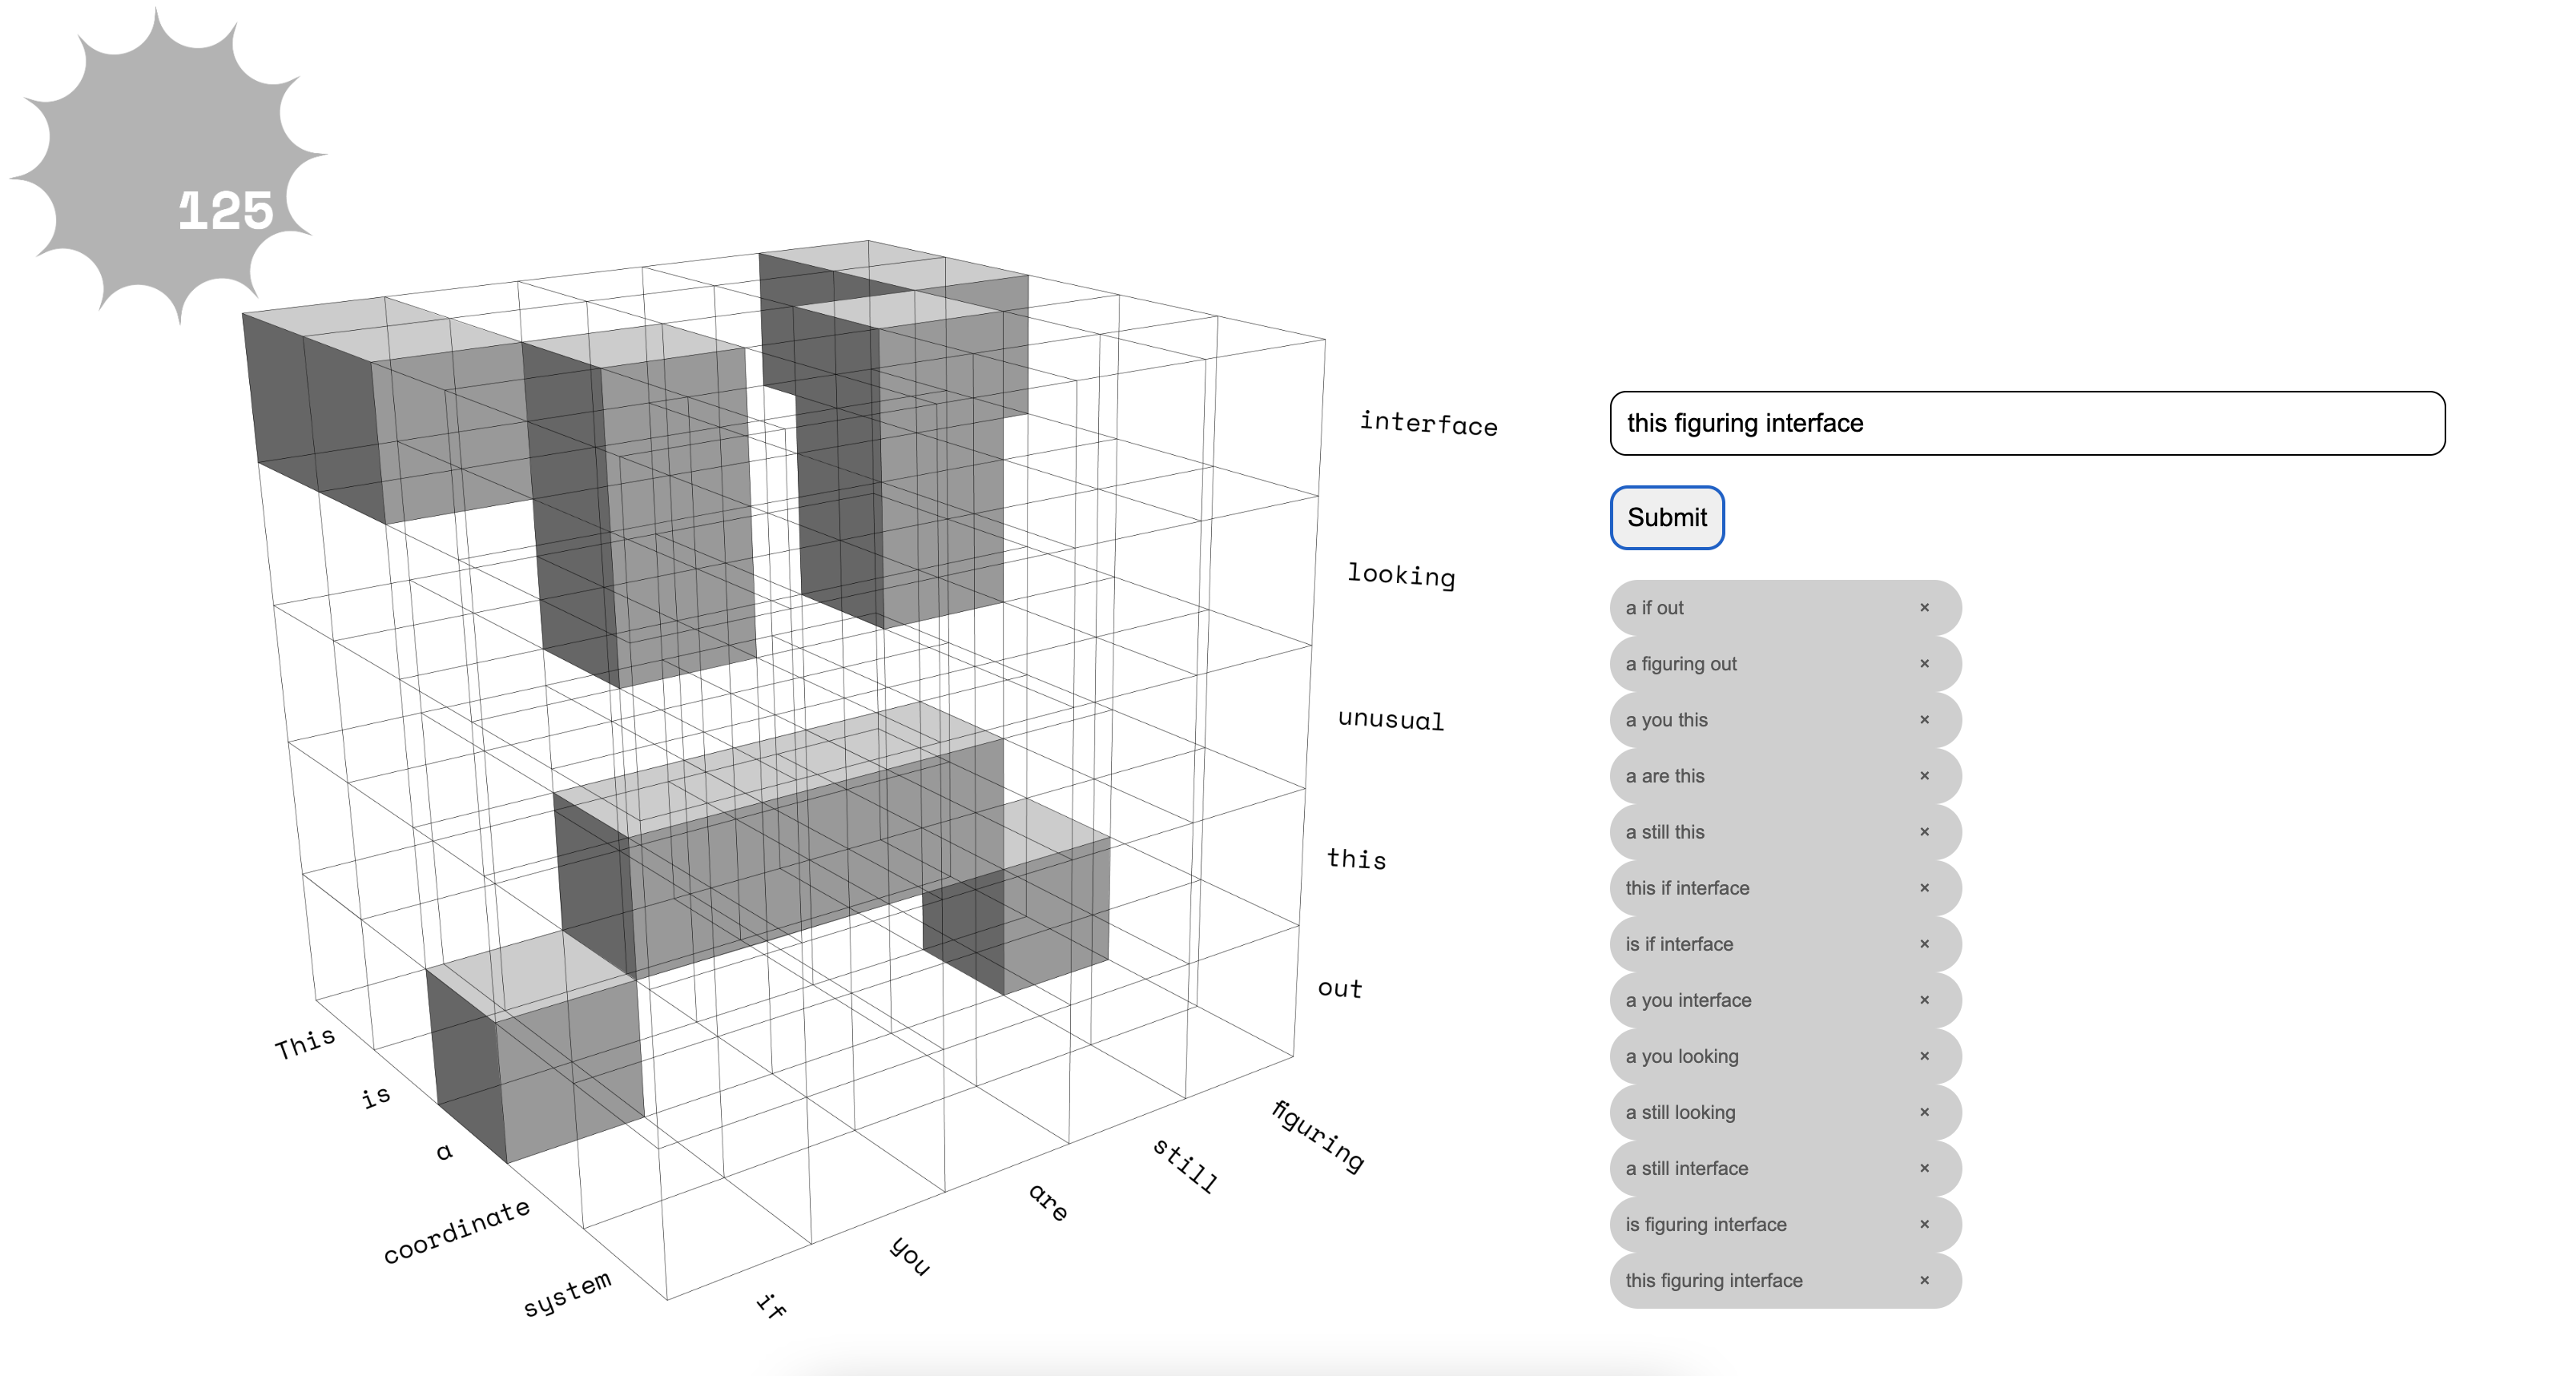 125
interface
looking
unusual
this
out
This
is
a
coordinate
system
if
you
are
still
figuring
this figuring interface
Submit
a if out ×
a figuring out ×
a you this ×
a are this ×
a still this ×
this if interface ×
is if interface ×
a you interface ×
a you looking ×
a still looking ×
a still interface ×
is figuring interface ×
this figuring interface ×